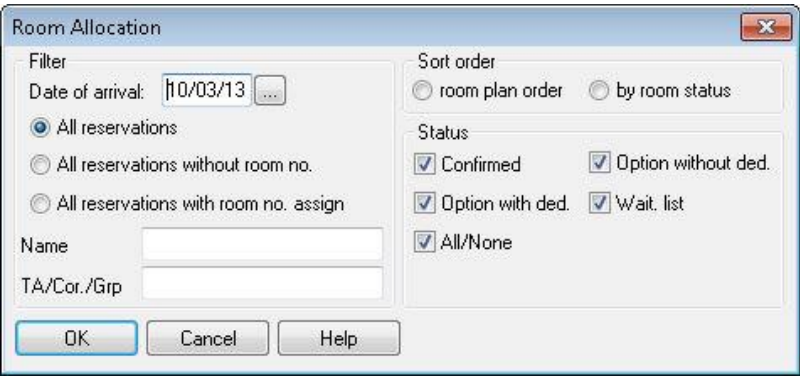 Room Allocation
Filter
Date of arrival: 10/03/13 ...
All reservations
All reservations without room no.
All reservations with room no. assign
Name
TA/Cor./Grp
Sort order
room plan order by room status
Status
Confirmed Option without ded.
Option with ded. Wait. list
All/None
OK Cancel Help